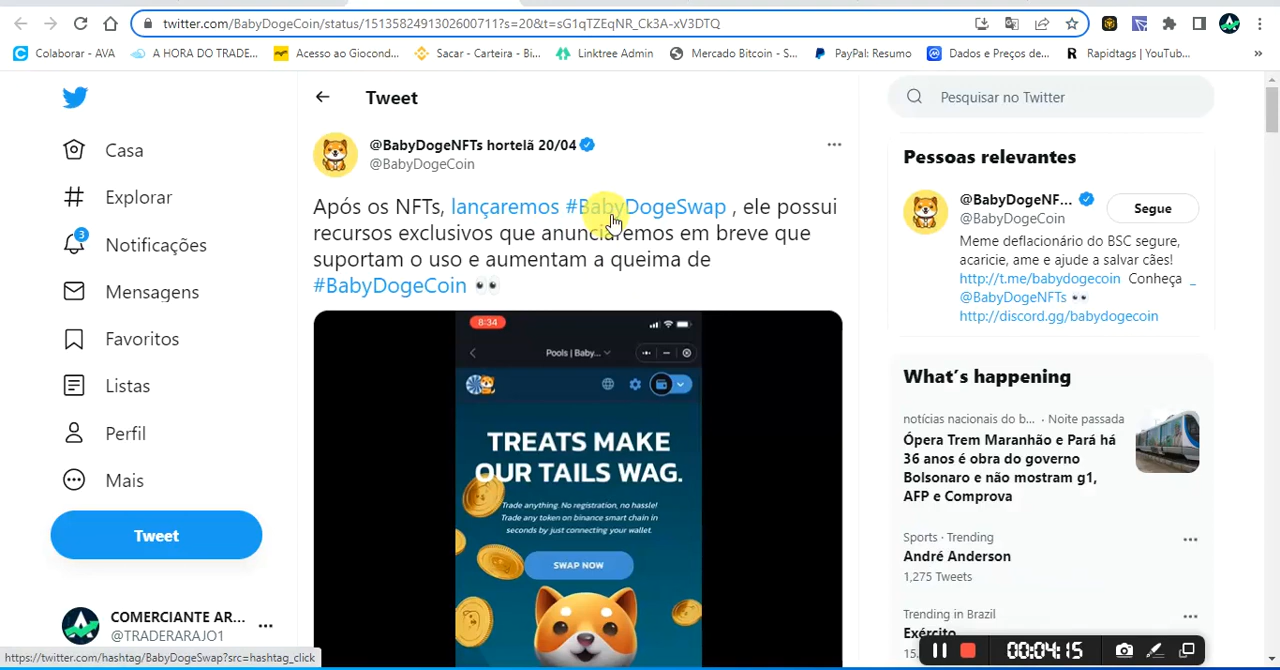 twitter.com/BabyDogeCoin/status/1513582491302600711?s=20&t=sG1qTZEqNR_Ck3A-xV3DTQ
Colaborar - AVA
A HORA DO TRADE...
Acesso ao Giocond...
Sacar - Carteira - Bi...
Linktree Admin
Mercado Bitcoin - S...
PayPal: Resumo
Dados e Preços de...
Rapidtags | YouTub...
»
Casa
Explorar
3
Notificações
Mensagens
Favoritos
Listas
Perfil
Mais
Tweet
COMERCIANTE AR...
@TRADERARAJO1
https://twitter.com/hashtag/BabyDogeSwap?src=hashtag_click
Tweet
@BabyDogeNFTs hortelã 20/04
@BabyDogeCoin
Após os NFTs, lançaremos #BabyDogeSwap , ele possui
recursos exclusivos que anunciaremos em breve que
suportam o uso e aumentam a queima de
#BabyDogeCoin 👀
8:34
Pools | Baby...
TREATS MAKE
OUR TAILS WAG.
Trade anything. No registration, no hassle!
Trade any token on binance smart chain in
seconds by just connecting your wallet.
SWAP NOW
Pesquisar no Twitter
Pessoas relevantes
@BabyDogeNF...
@BabyDogeCoin
Segue
Meme deflacionário do BSC segure,
acaricie, ame e ajude a salvar cães!
http://t.me/babydogecoin Conheça _
@BabyDogeNFTs 👀
http://discord.gg/babydogecoin
What's happening
notícias nacionais do b... · Noite passada
Ópera Trem Maranhão e Pará há
36 anos é obra do governo
Bolsonaro e não mostram g1,
AFP e Comprova
Sports · Trending
André Anderson
1,275 Tweets
Trending in Brazil
Exército
15.
00:04:15